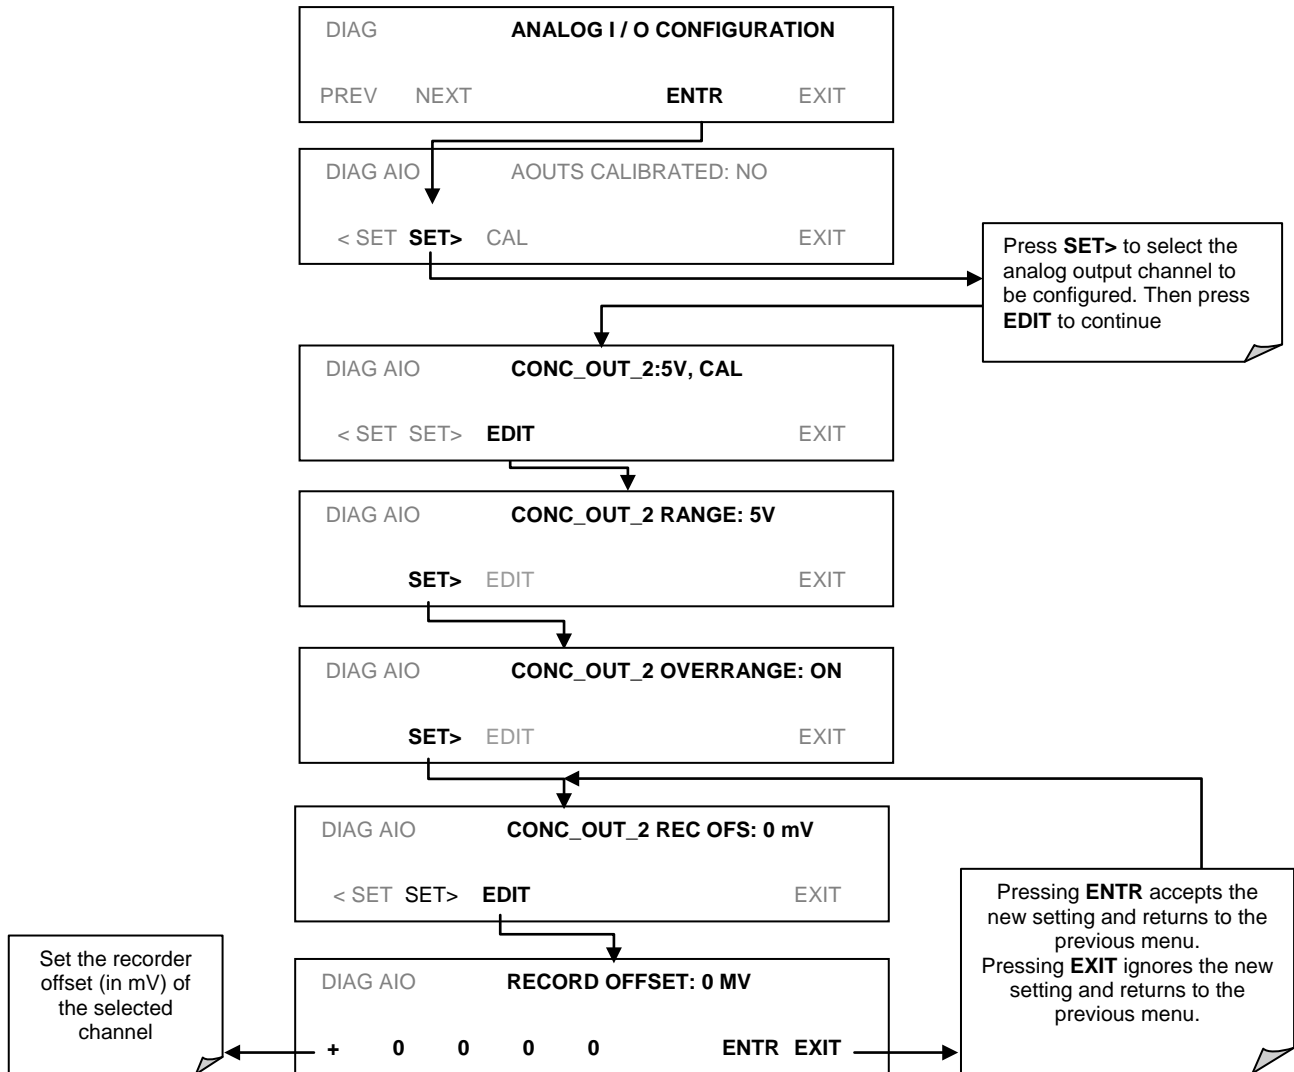 DIAG ANALOG I / O CONFIGURATION
PREV NEXT ENTR EXIT
DIAG AIO AOUTS CALIBRATED: NO
< SET SET> CAL EXIT
Press SET> to select the
analog output channel to
be configured. Then press
EDIT to continue
DIAG AIO CONC_OUT_2:5V, CAL
< SET SET> EDIT EXIT
DIAG AIO CONC_OUT_2 RANGE: 5V
SET> EDIT EXIT
DIAG AIO CONC_OUT_2 OVERRANGE: ON
SET> EDIT EXIT
DIAG AIO CONC_OUT_2 REC OFS: 0 mV
< SET SET> EDIT EXIT
Pressing ENTR accepts the
new setting and returns to the
previous menu.
Pressing EXIT ignores the new
setting and returns to the
previous menu.
Set the recorder
offset (in mV) of
the selected
channel
DIAG AIO RECORD OFFSET: 0 MV
+ 0 0 0 0 ENTR EXIT